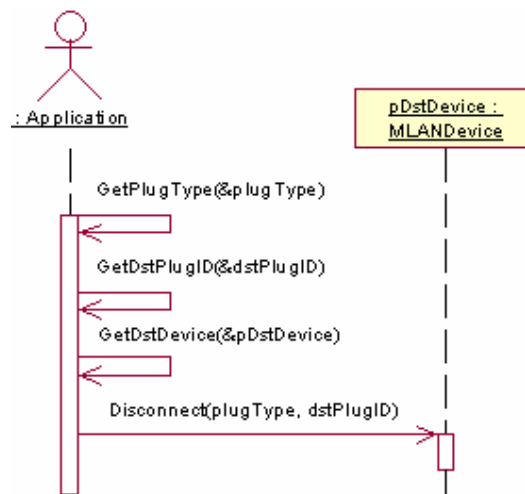 : Application
pDstDevice :
MLANDevice
GetPlugType(&plugType)
GetDstPlugID(&dstPlugID)
GetDstDevice(&pDstDevice)
Disconnect(plugType, dstPlugID)